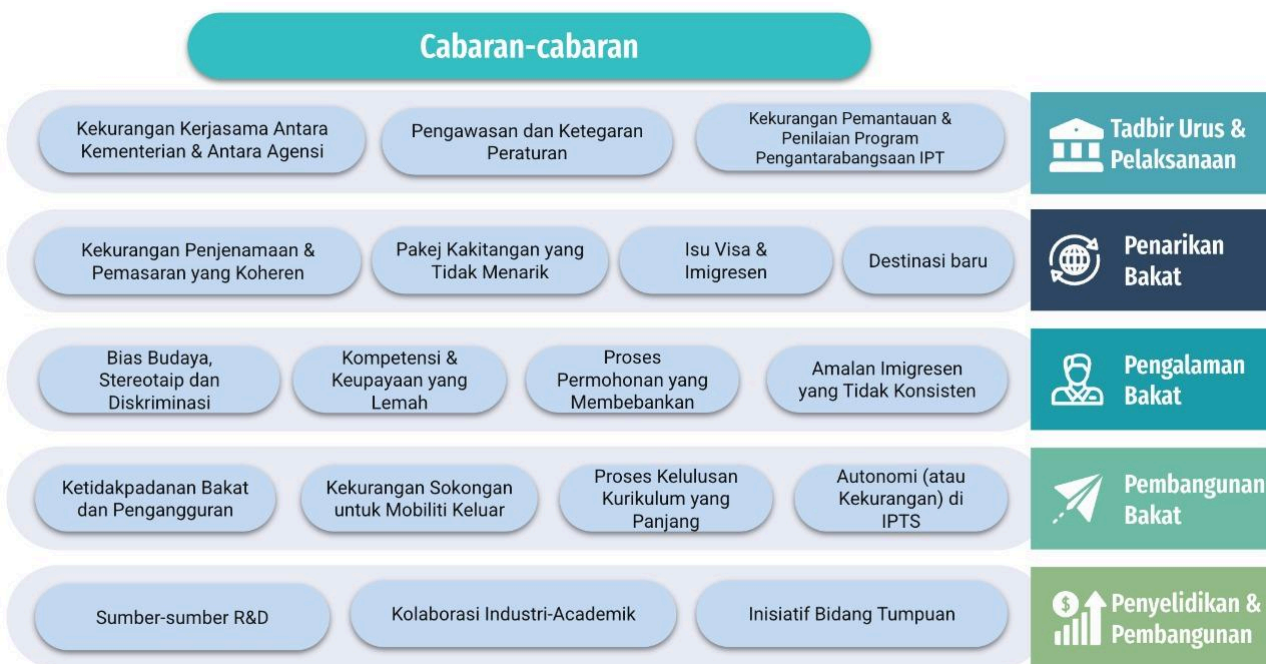 Cabaran-cabaran
Kekurangan Kerjasama Antara
Kementerian & Antara Agensi
Pengawasan dan Ketegaran
Peraturan
Kekurangan Pemantauan &
Penilaian Program
Pengantarabangsaan IPT
Tadbir Urus &
Pelaksanaan
Kekurangan Penjenamaan &
Pemasaran yang Koheren
Pakej Kakitangan yang
Tidak Menarik
Isu Visa &
Imigresen
Destinasi baru
Penarikan
Bakat
Bias Budaya,
Stereotaip dan
Diskriminasi
Kompetensi &
Keupayaan yang
Lemah
Proses
Permohonan yang
Membebankan
Amalan Imigresen
yang Tidak Konsisten
Pengalaman
Bakat
Ketidakpadanan Bakat
dan Pengangguran
Kekurangan Sokongan
untuk Mobiliti Keluar
Proses Kelulusan
Kurikulum yang
Panjang
Autonomi (atau
Kekurangan) di
IPTS
Pembangunan
Bakat
Sumber-sumber R&D
Kolaborasi Industri-Academik
Inisiatif Bidang Tumpuan
$
Penyelidikan &
Pembangunan